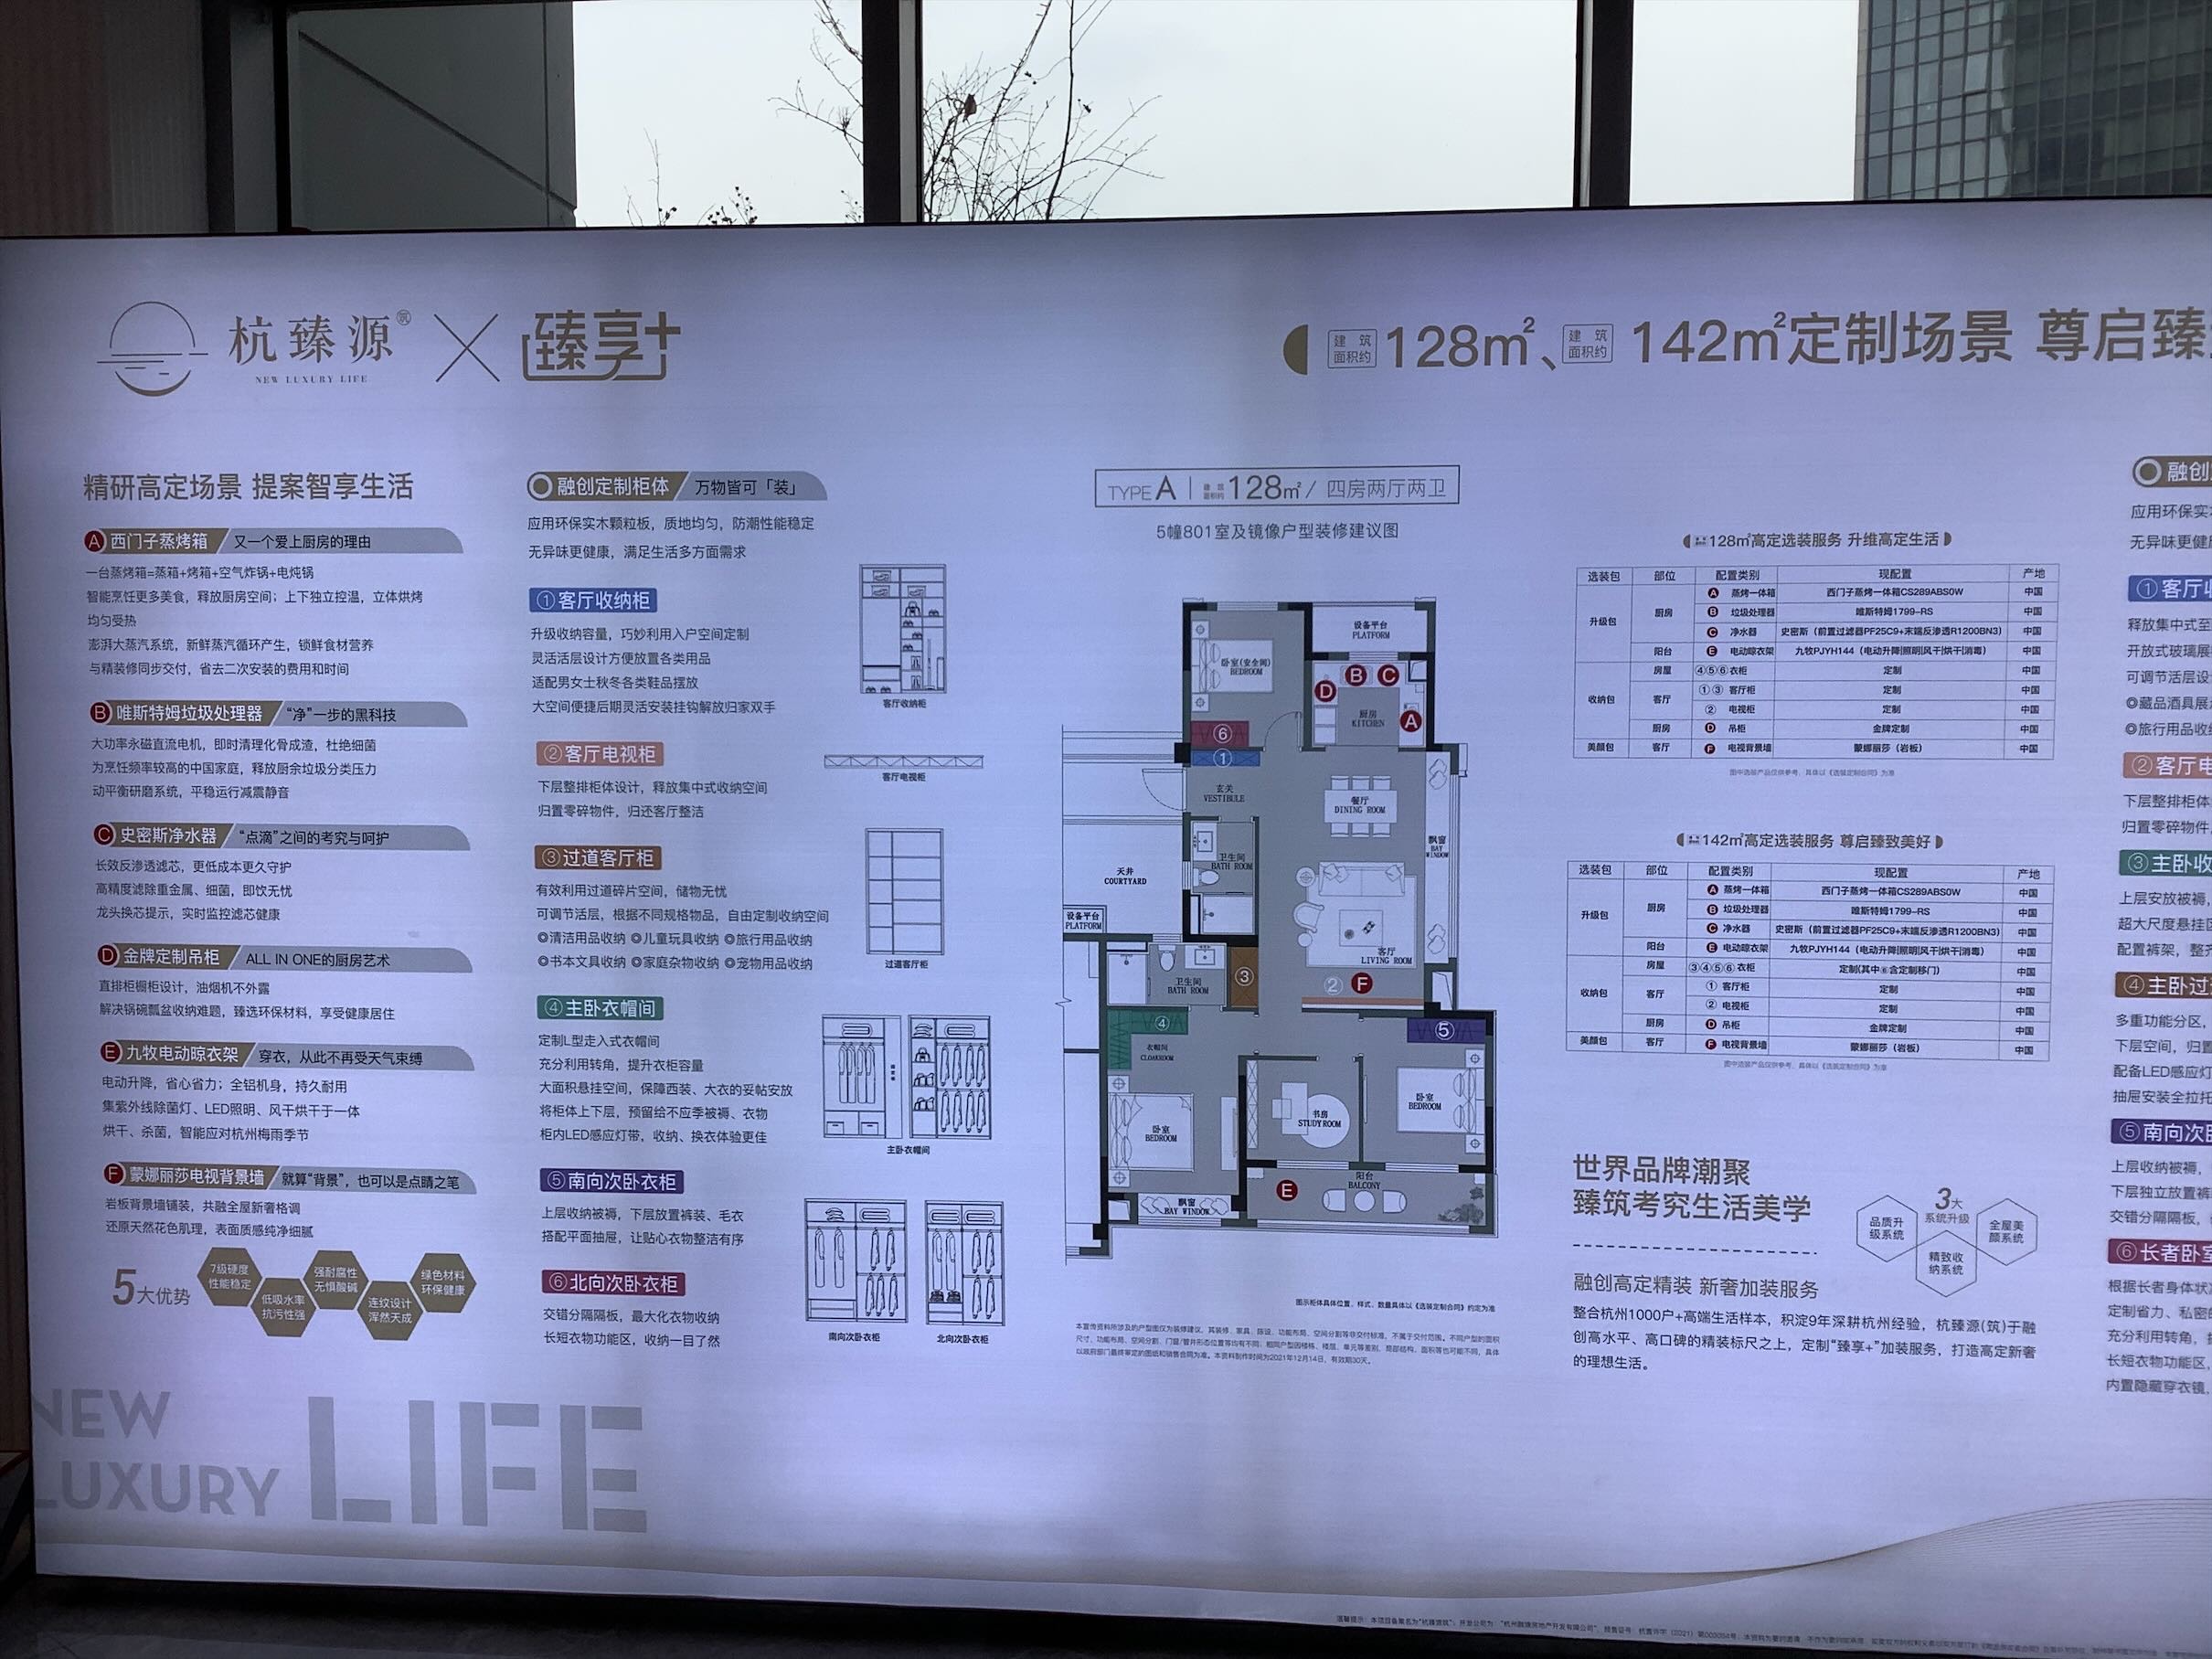 杭臻源 筑® 臻享+
NEW LUXURY LIFE
建筑面积约 128㎡、建筑面积约 142㎡定制场景 尊启臻
精研高定场景 提案智享生活
A 西门子蒸烤箱 / 又一个爱上厨房的理由
一台蒸烤箱=蒸箱+烤箱+空气炸锅+电炖锅
智能烹饪更多美食，释放厨房空间；上下独立控温，立体烘烤
均匀受热
澎湃大蒸汽系统，新鲜蒸汽循环产生，锁鲜食材营养
与精装修同步交付，省去二次安装的费用和时间
B 唯斯特姆垃圾处理器 / “净”一步的黑科技
大功率永磁直流电机，即时清理化骨成渣，杜绝细菌
为烹饪频率较高的中国家庭，释放厨余垃圾分类压力
动平衡研磨系统，平稳运行减震静音
C 史密斯净水器 / “点滴”之间的考究与呵护
长效反渗透滤芯，更低成本更久守护
高精度滤除重金属、细菌，即饮无忧
龙头换芯提示，实时监控滤芯健康
D 金牌定制吊柜 / ALL IN ONE的厨房艺术
直排柜橱柜设计，油烟机不外露
解决锅碗瓢盆收纳难题，臻选环保材料，享受健康居住
E 九牧电动晾衣架 / 穿衣，从此不再受天气束缚
电动升降，省心省力；全铝机身，持久耐用
集紫外线除菌灯、LED照明、风干烘干于一体
烘干、杀菌，智能应对杭州梅雨季节
F 蒙娜丽莎电视背景墙 / 就算“背景”，也可以是点睛之笔
岩板背景墙铺装，共融全屋新奢格调
还原天然花色肌理，表面质感纯净细腻
5大优势
7级硬度 性能稳定
低吸水率 抗污性强
强耐腐性 无惧酸碱
连纹设计 浑然天成
绿色材料 环保健康
NEW
LUXURY LIFE
融创定制柜体 / 万物皆可「装」
应用环保实木颗粒板，质地均匀，防潮性能稳定
无异味更健康，满足生活多方面需求
①客厅收纳柜
升级收纳容量，巧妙利用入户空间定制
灵活活层设计方便放置各类用品
适配男女士秋冬各类鞋品摆放
大空间便捷后期灵活安装挂钩解放归家双手
客厅收纳柜
②客厅电视柜
下层整排柜体设计，释放集中式收纳空间
归置零碎物件，归还客厅整洁
客厅电视柜
③过道客厅柜
有效利用过道碎片空间，储物无忧
可调节活层，根据不同规格物品，自由定制收纳空间
◎清洁用品收纳 ◎儿童玩具收纳 ◎旅行用品收纳
◎书本文具收纳 ◎家庭杂物收纳 ◎宠物用品收纳
过道客厅柜
④主卧衣帽间
定制L型走入式衣帽间
充分利用转角，提升衣柜容量
大面积悬挂空间，保障西装、大衣的妥帖安放
将柜体上下层，预留给不应季被褥、衣物
柜内LED感应灯带，收纳、换衣体验更佳
主卧衣帽间
⑤南向次卧衣柜
上层收纳被褥，下层放置裤装、毛衣
搭配平面抽屉，让贴心衣物整洁有序
⑥北向次卧衣柜
交错分隔隔板，最大化衣物收纳
长短衣物功能区，收纳一目了然
南向次卧衣柜
北向次卧衣柜
TYPE A 建筑面积约 128㎡/ 四房两厅两卫
5幢801室及镜像户型装修建议图
设备平台
PLATFORM
卧室(安全间)
BEDROOM
D B C
厨房
KITCHEN
A
⑥
①
玄关
VESTIBULE
餐厅
DINING ROOM
飘窗
BAY WINDOW
卫生间
BATH ROOM
天井
COURTYARD
设备平台
PLATFORM
客厅
LIVING ROOM
卫生间
BATH ROOM
③
② F
④
⑤
衣帽间
CLOAKROOM
卧室
BEDROOM
书房
STUDY ROOM
卧室
BEDROOM
飘窗
BAY WINDOW
E
阳台
BALCONY
图示柜体具体位置、样式、数量具体以《选装定制合同》约定为准
本资料制作时间为2021年12月14日，有效期30天。
128㎡高定选装服务 升维高定生活
选装包 部位 配置类别 现配置 产地
升级包 厨房 A 蒸烤一体箱 西门子蒸烤一体箱CS289ABS0W 中国
B 垃圾处理器 唯斯特姆1799-RS 中国
C 净水器 史密斯（前置过滤器PF25C9+末端反渗透R1200BN3） 中国
阳台 E 电动晾衣架 九牧PJYH144（电动升降|照明|风干|烘干|消毒） 中国
收纳包 房屋 ④⑤⑥衣柜 定制 中国
客厅 ①③ 客厅柜 定制 中国
② 电视柜 定制 中国
厨房 D 吊柜 金牌定制 中国
美颜包 客厅 F 电视背景墙 蒙娜丽莎（岩板） 中国
图中选装产品仅供参考，具体以《选装定制合同》为准
142㎡高定选装服务 尊启臻致美好
选装包 部位 配置类别 现配置 产地
升级包 厨房 A 蒸烤一体箱 西门子蒸烤一体箱CS289ABS0W 中国
B 垃圾处理器 唯斯特姆1799-RS 中国
C 净水器 史密斯（前置过滤器PF25C9+末端反渗透R1200BN3） 中国
阳台 E 电动晾衣架 九牧PJYH144（电动升降|照明|风干|烘干|消毒） 中国
收纳包 房屋 ③④⑤⑥衣柜 定制(其中⑥含定制移门) 中国
客厅 ① 客厅柜 定制 中国
② 电视柜 定制 中国
厨房 D 吊柜 金牌定制 中国
美颜包 客厅 F 电视背景墙 蒙娜丽莎（岩板） 中国
图中选装产品仅供参考，具体以《选装定制合同》为准
世界品牌潮聚
臻筑考究生活美学
3大
系统升级
品质升级系统
精致收纳系统
全屋美颜系统
融创高定精装 新奢加装服务
整合杭州1000户+高端生活样本，积淀9年深耕杭州经验，杭臻源(筑)于融
创高水平、高口碑的精装标尺之上，定制“臻享+”加装服务，打造高定新奢
的理想生活。
融创
应用环保实
无异味更健
①客厅收
释放集中式至
开放式玻璃展
可调节活层设
◎藏品酒具展
◎旅行用品收
②客厅电
下层整排柜体
归置零碎物件，
③主卧收
上层安放被褥，
超大尺度悬挂
配置裤架，整
④主卧过
多重功能分区，
下层空间，归置
配备LED感应灯
抽屉安装全拉托
⑤南向次
上层收纳被褥，
下层独立放置裤
交错分隔隔板，
⑥长者卧室
根据长者身体状
定制省力、私密
充分利用转角，
长短衣物功能区，
内置隐藏穿衣镜，